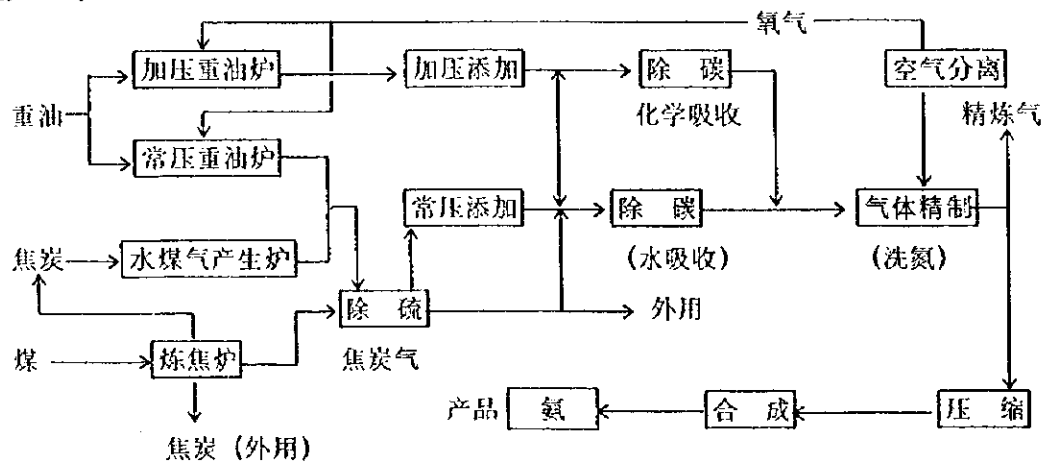 氧气
加压重油炉 加压添加 除 碳 空气分离
重油 化学吸收 精炼气
常压重油炉
常压添加 除 碳 气体精制
焦炭 水煤气产生炉 (水吸收) (洗氮)
除 硫 外用
煤 炼焦炉 焦炭气
产品 氨 合 成 压 缩
焦炭 (外用)